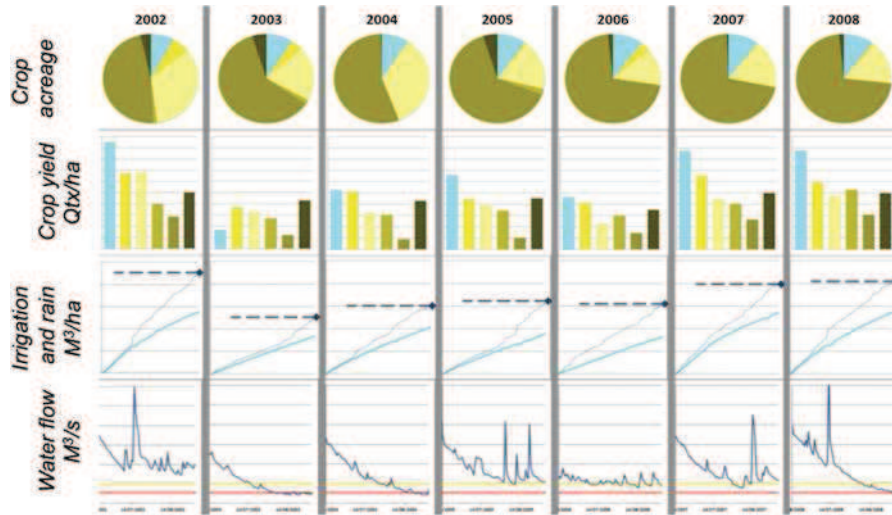 2002 2003 2004 2005 2006 2007 2008
Crop
acreage
Crop yield
Qtx/ha
Irrigation
and rain
M³/ha
Water flow
M³/s